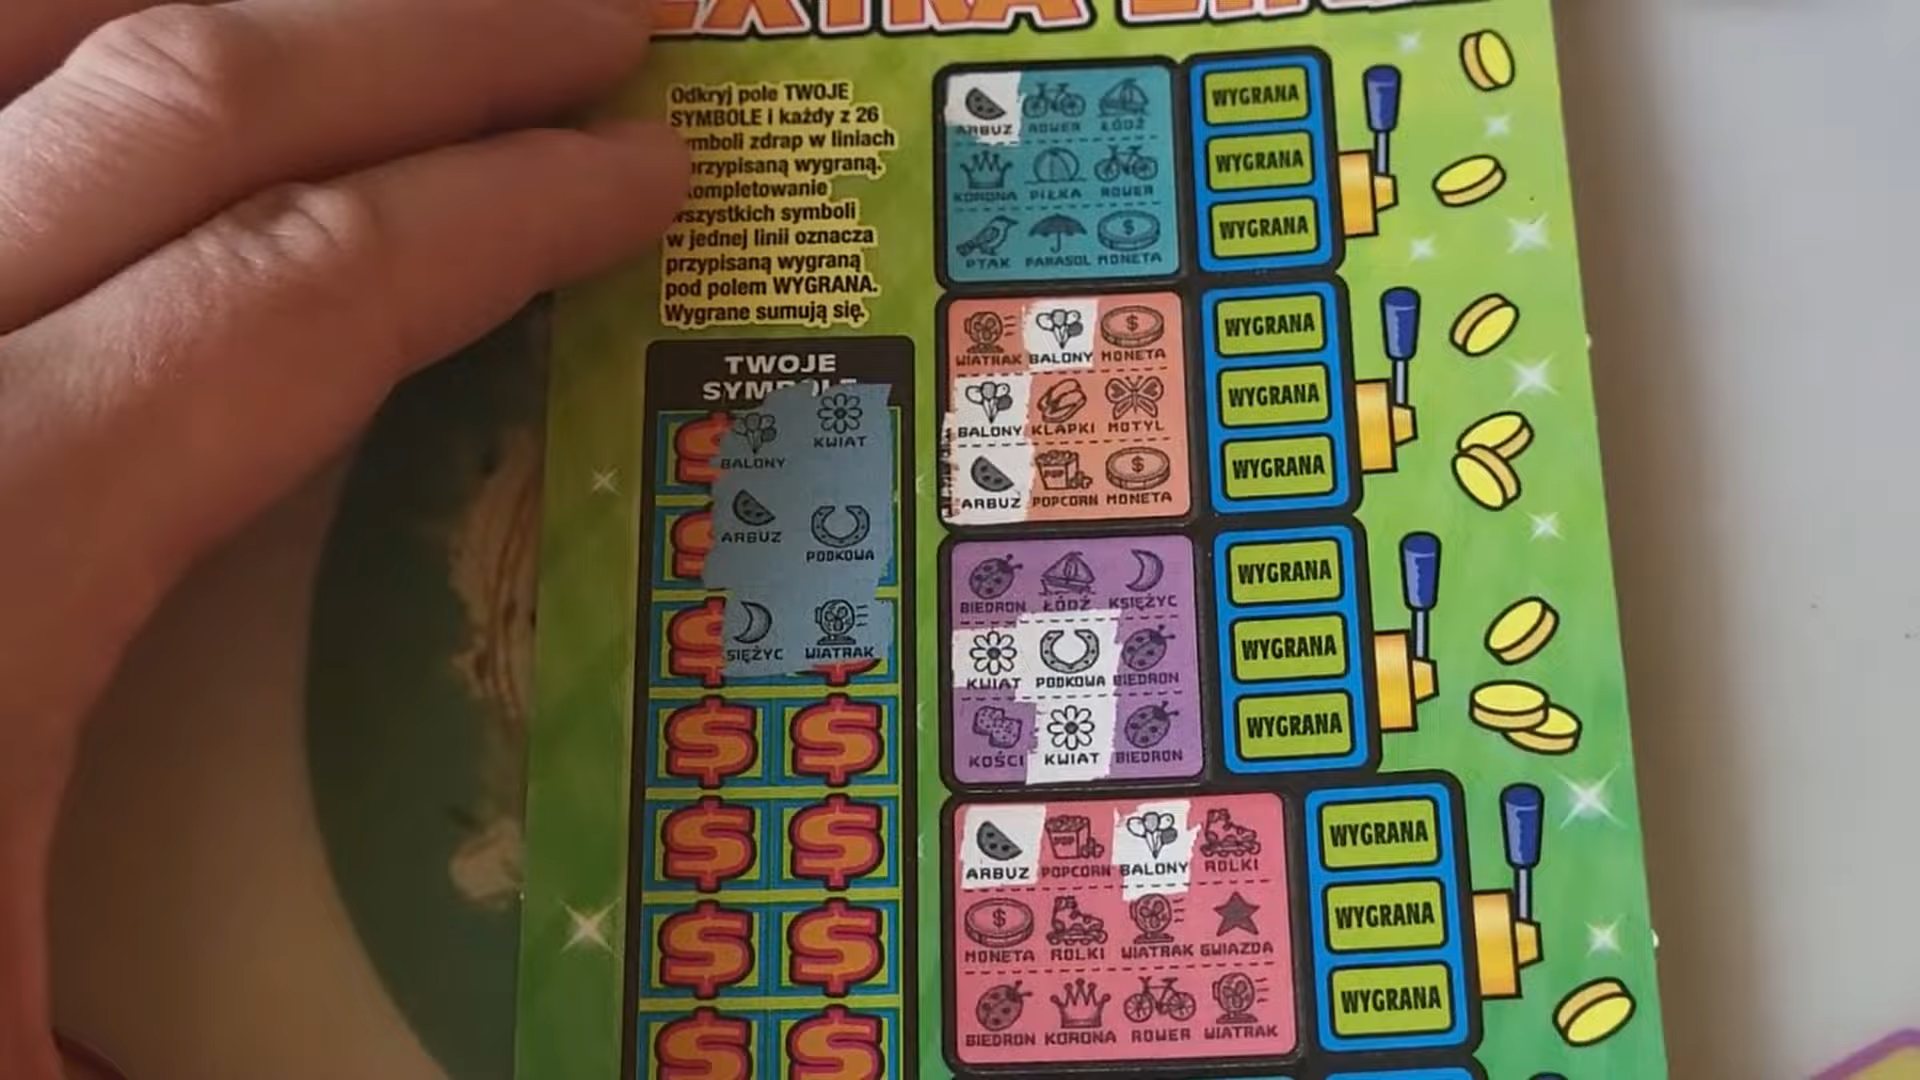 EXTRA
Odkryj pole TWOJE
SYMBOLE i każdy z 26
symboli zdrap w liniach
przypisaną wygraną.
kompletowanie
wszystkich symboli
w jednej linii oznacza
przypisaną wygraną
pod polem WYGRANA.
Wygrane sumują się.
TWOJE
SYMBOLE
BALONY KWIAT
ARBUZ PODKOWA
SIĘŻYC WIATRAK
ARBUZ ROWER ŁÓDŹ
KORONA PIŁKA ROWER
PTAK PARASOL MONETA
WYGRANA
WYGRANA
WYGRANA
WIATRAK BALONY MONETA
BALONY KLAPKI MOTYL
ARBUZ POPCORN MONETA
WYGRANA
WYGRANA
WYGRANA
BIEDRON ŁÓDŹ KSIĘŻYC
KWIAT PODKOWA BIEDRON
KOŚCI KWIAT BIEDRON
WYGRANA
WYGRANA
WYGRANA
ARBUZ POPCORN BALONY ROLKI
MONETA ROLKI WIATRAK GWIAZDA
BIEDRON KORONA ROWER WIATRAK
WYGRANA
WYGRANA
WYGRANA